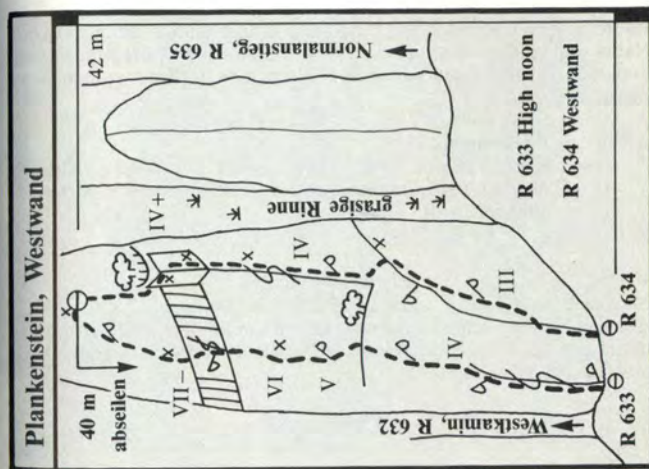 Plankenstein, Westwand
42 m
40 m
abseilen
Normalanstieg, R 635
IV+
grasige Rinne
VII–
VI
V
IV
IV
III
R 633 High noon
R 634 Westwand
Westkamin, R 632
R 633
R 634